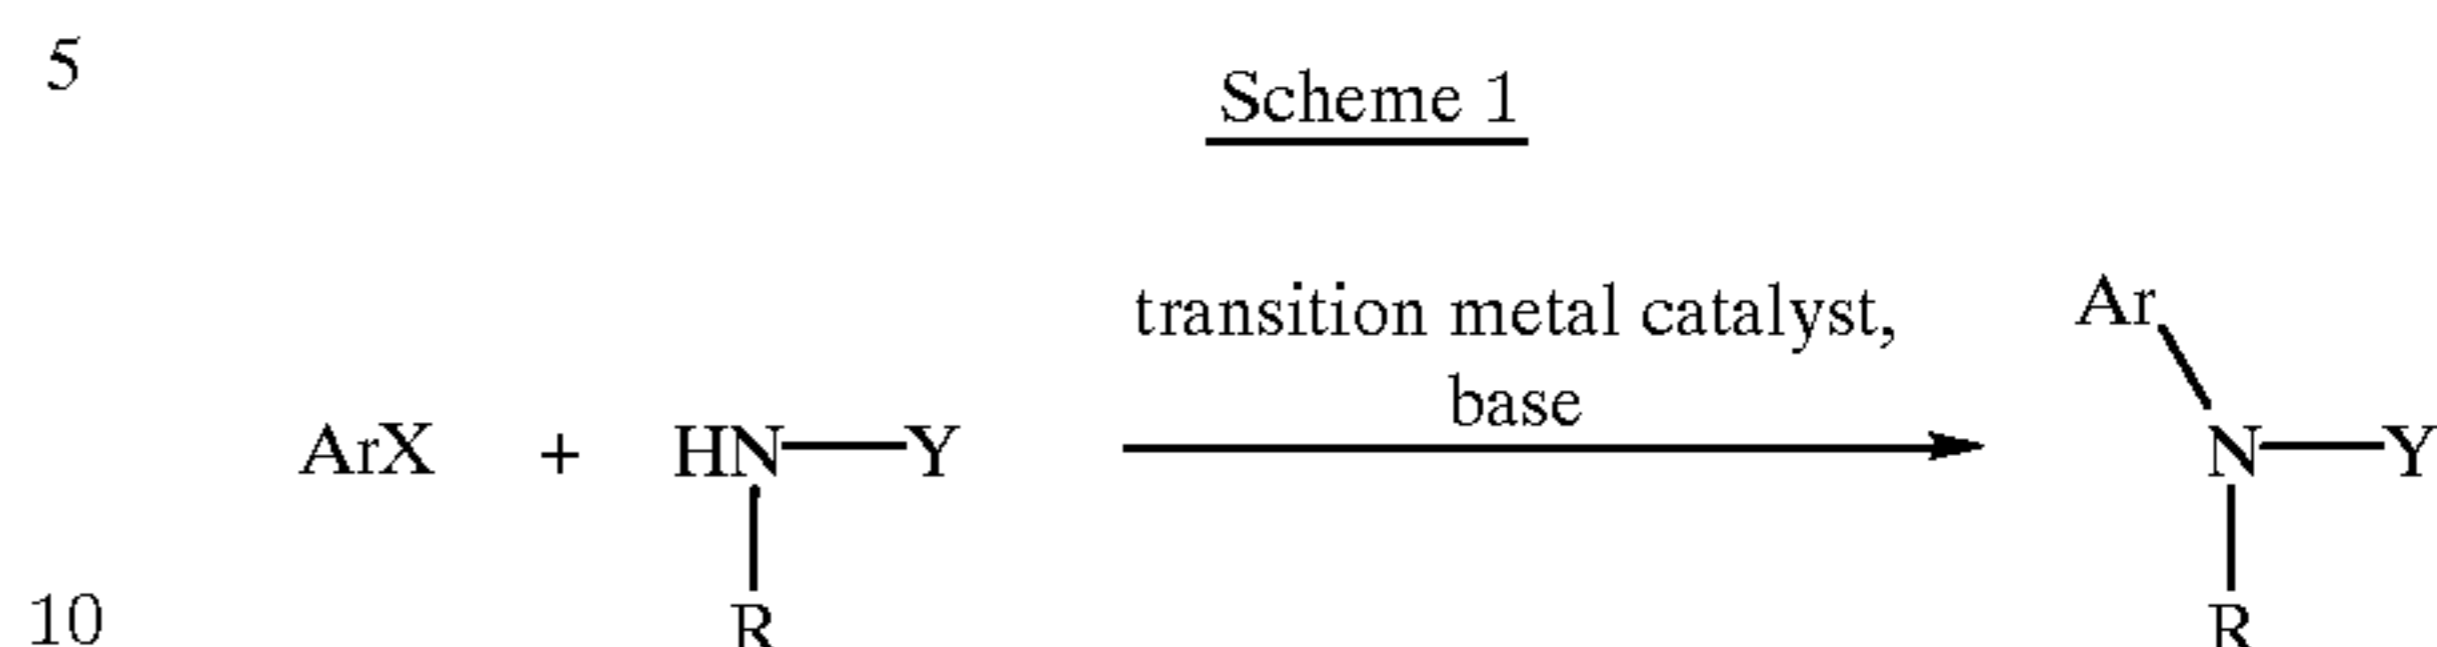 5
Scheme 1
transition metal catalyst,
base
ArX + HN—Y
R
Ar
N—Y
R
10